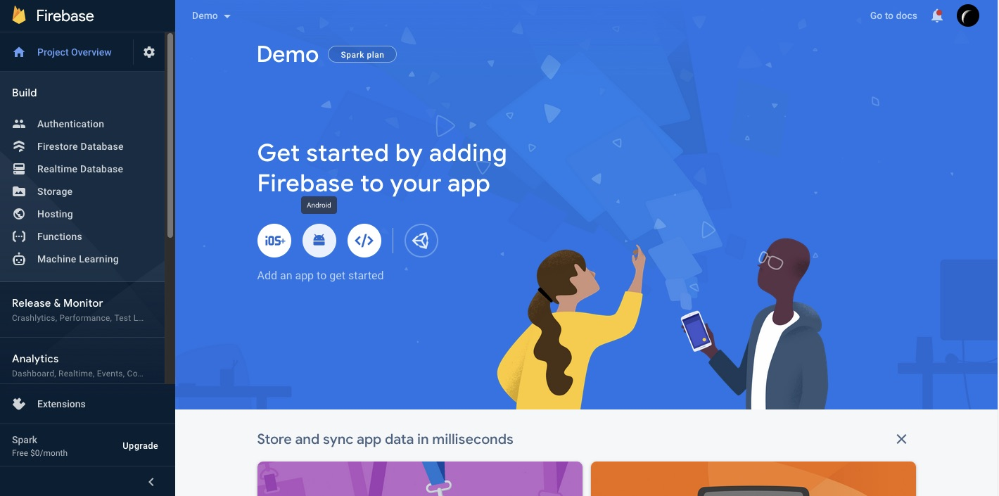 Firebase
Project Overview
Build
Authentication
Firestore Database
Realtime Database
Storage
Hosting
Functions
Machine Learning
Release & Monitor
Crashlytics, Performance, Test L...
Analytics
Dashboard, Realtime, Events, Co...
Extensions
Spark
Free $0/month
Upgrade
Demo
Go to docs
Demo
Spark plan
Get started by adding
Firebase to your app
Android
iOS+
</>
Add an app to get started
Store and sync app data in milliseconds